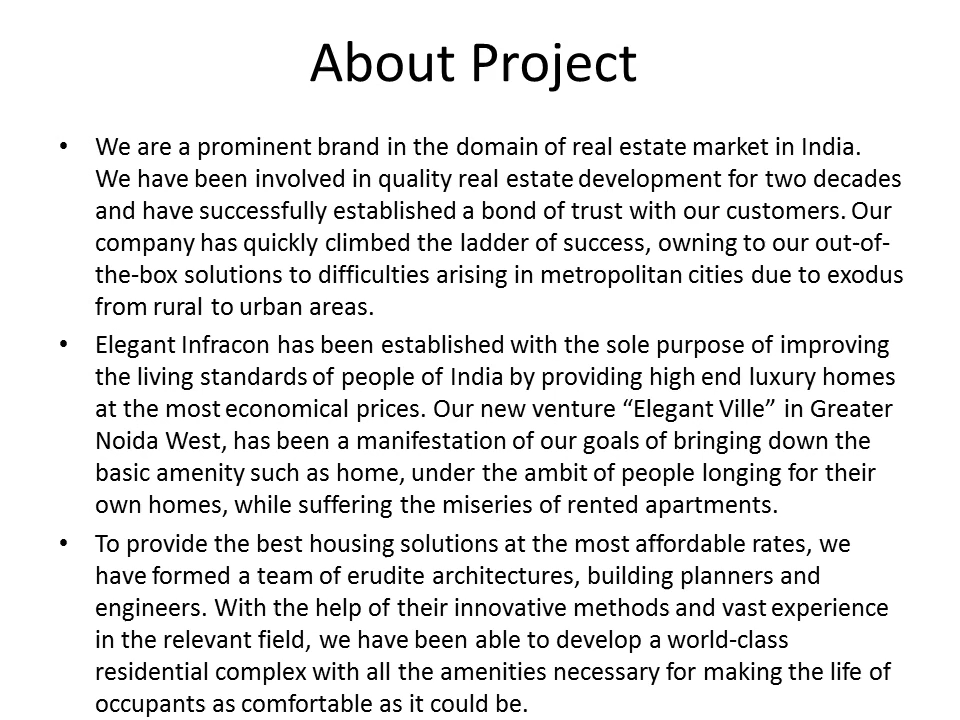 About Project
• We are a prominent brand in the domain of real estate market in India.
We have been involved in quality real estate development for two decades
and have successfully established a bond of trust with our customers. Our
company has quickly climbed the ladder of success, owning to our out-of-
the-box solutions to difficulties arising in metropolitan cities due to exodus
from rural to urban areas.
• Elegant Infracon has been established with the sole purpose of improving
the living standards of people of India by providing high end luxury homes
at the most economical prices. Our new venture “Elegant Ville” in Greater
Noida West, has been a manifestation of our goals of bringing down the
basic amenity such as home, under the ambit of people longing for their
own homes, while suffering the miseries of rented apartments.
• To provide the best housing solutions at the most affordable rates, we
have formed a team of erudite architectures, building planners and
engineers. With the help of their innovative methods and vast experience
in the relevant field, we have been able to develop a world-class
residential complex with all the amenities necessary for making the life of
occupants as comfortable as it could be.